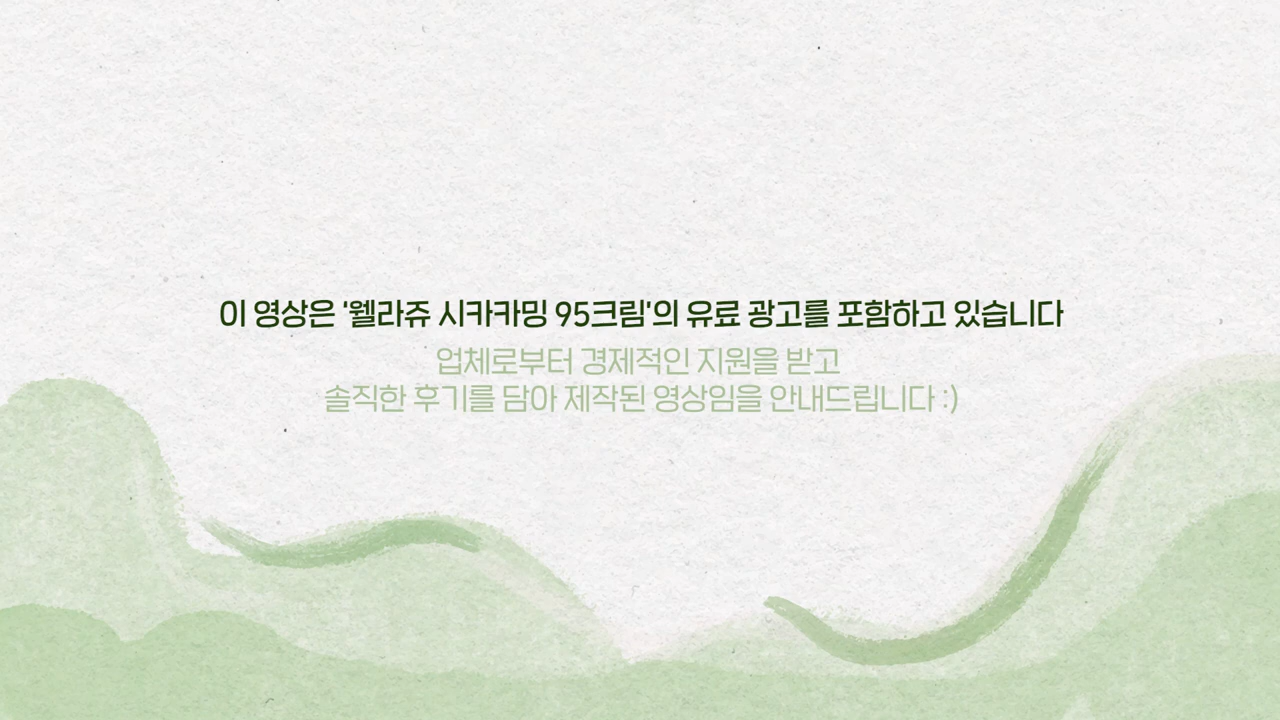 이 영상은 '웰라쥬 시카카밍 95크림'의 유료 광고를 포함하고 있습니다
업체로부터 경제적인 지원을 받고
솔직한 후기를 담아 제작된 영상임을 안내드립니다 :)